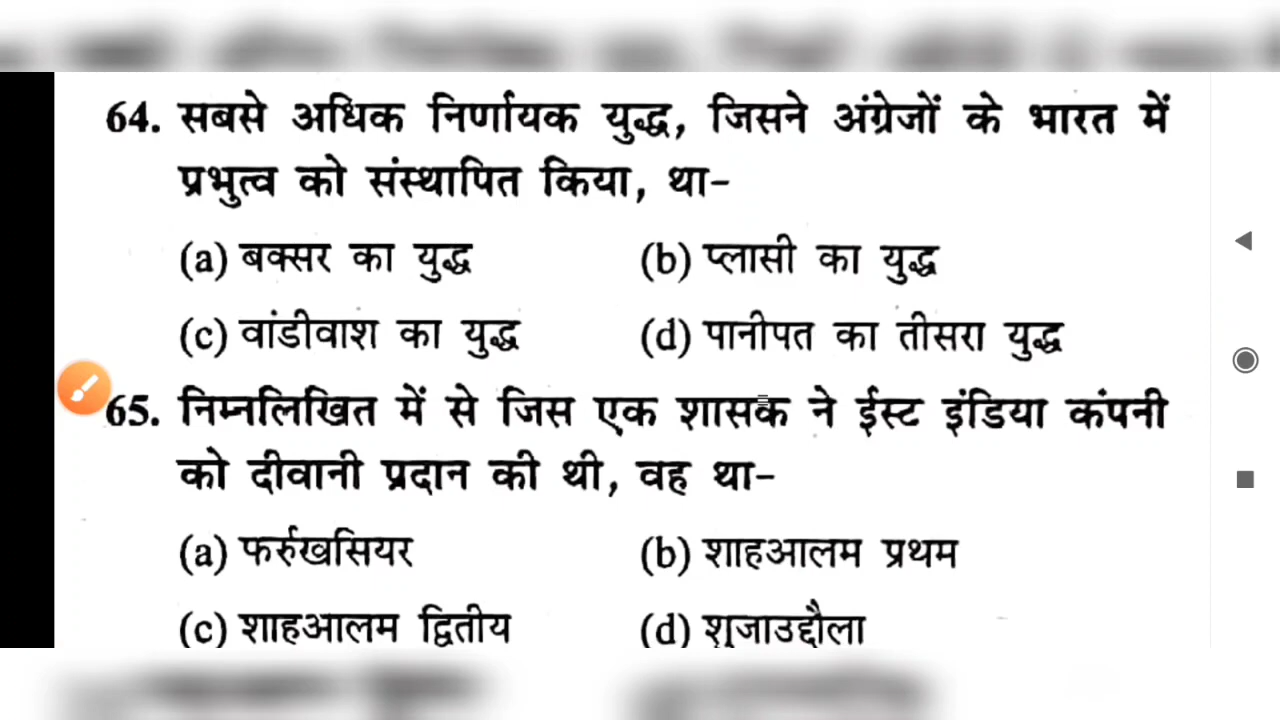 64. सबसे अधिक निर्णायक युद्ध, जिसने अंग्रेजों के भारत में
प्रभुत्व को संस्थापित किया, था-
(a) बक्सर का युद्ध (b) प्लासी का युद्ध
(c) वांडीवाश का युद्ध (d) पानीपत का तीसरा युद्ध
65. निम्नलिखित में से जिस एक शासक ने ईस्ट इंडिया कंपनी
को दीवानी प्रदान की थी, वह था-
(a) फर्रुखसियर (b) शाहआलम प्रथम
(c) शाहआलम द्वितीय (d) शुजाउद्दौला